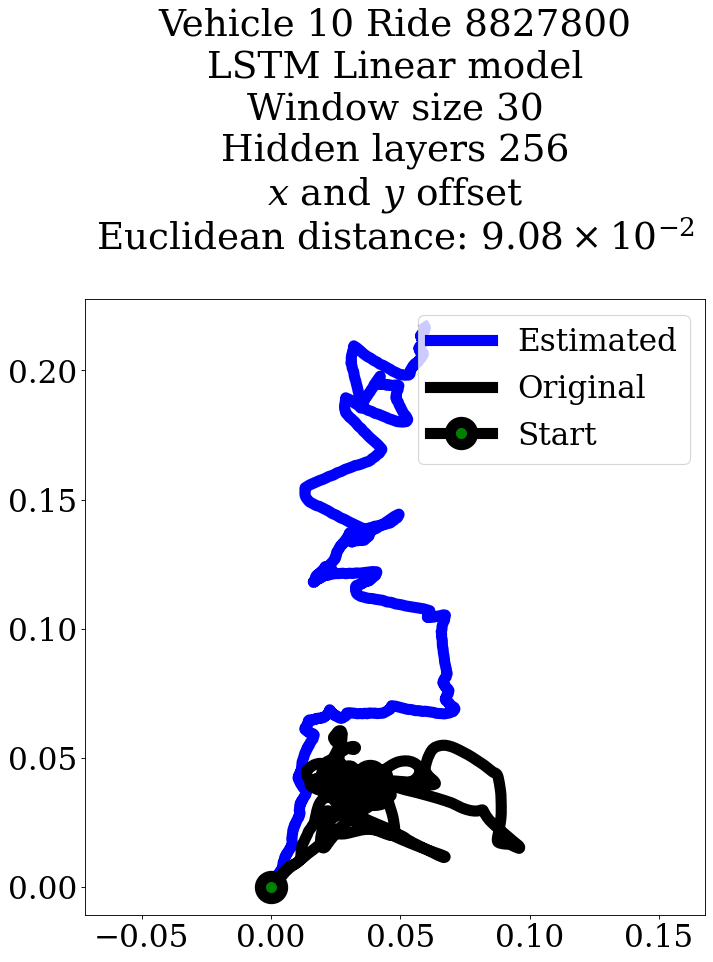 Vehicle 10 Ride 8827800
LSTM Linear model
Window size 30
Hidden layers 256
x and y offset
Euclidean distance: 9.08 × 10⁻²
Estimated
Original
Start
0.20
0.15
0.10
0.05
0.00
−0.05 0.00 0.05 0.10 0.15